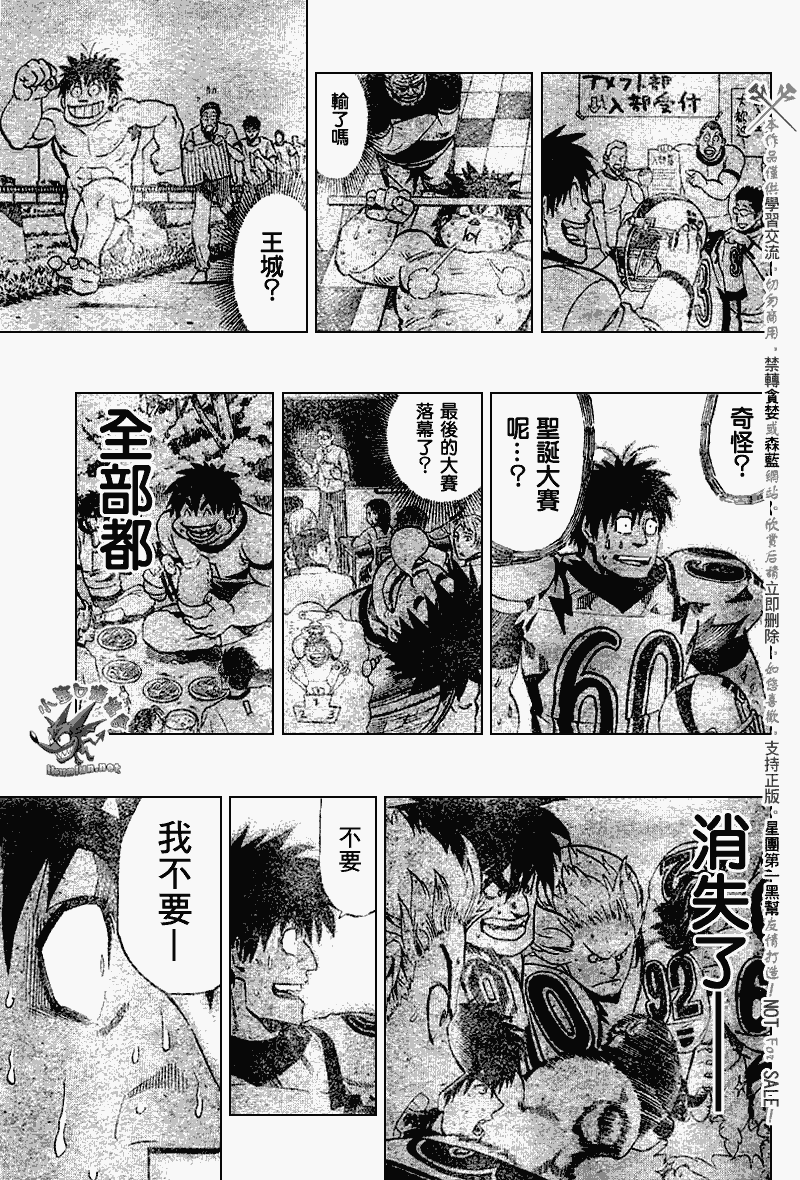 アメフト部
入部受付
輸了嗎
王城？
奇怪？
聖誕大賽
呢…？
最後的大賽
落幕了？
全部都
消失了——
不要
我不要—
60
92
本作品僅供學習交流，切勿商用，禁轉貪婪或森藍網站。欣賞后請立即刪除，如您喜歡，支持正版。星團第一黑幫友情打造！NOT For SALE！